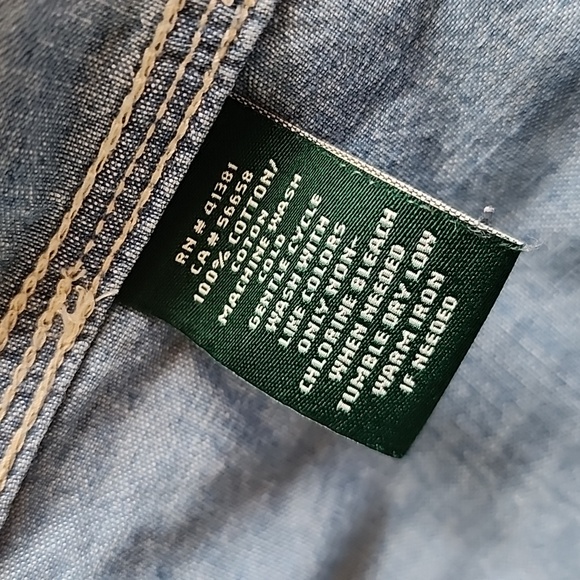 RN # 41381
CA # 56658
100% COTTON/
COTON
MACHINE WASH
COLD
GENTLE CYCLE
WASH WITH
LIKE COLORS
ONLY NON-
CHLORINE BLEACH
WHEN NEEDED
TUMBLE DRY LOW
WARM IRON
IF NEEDED